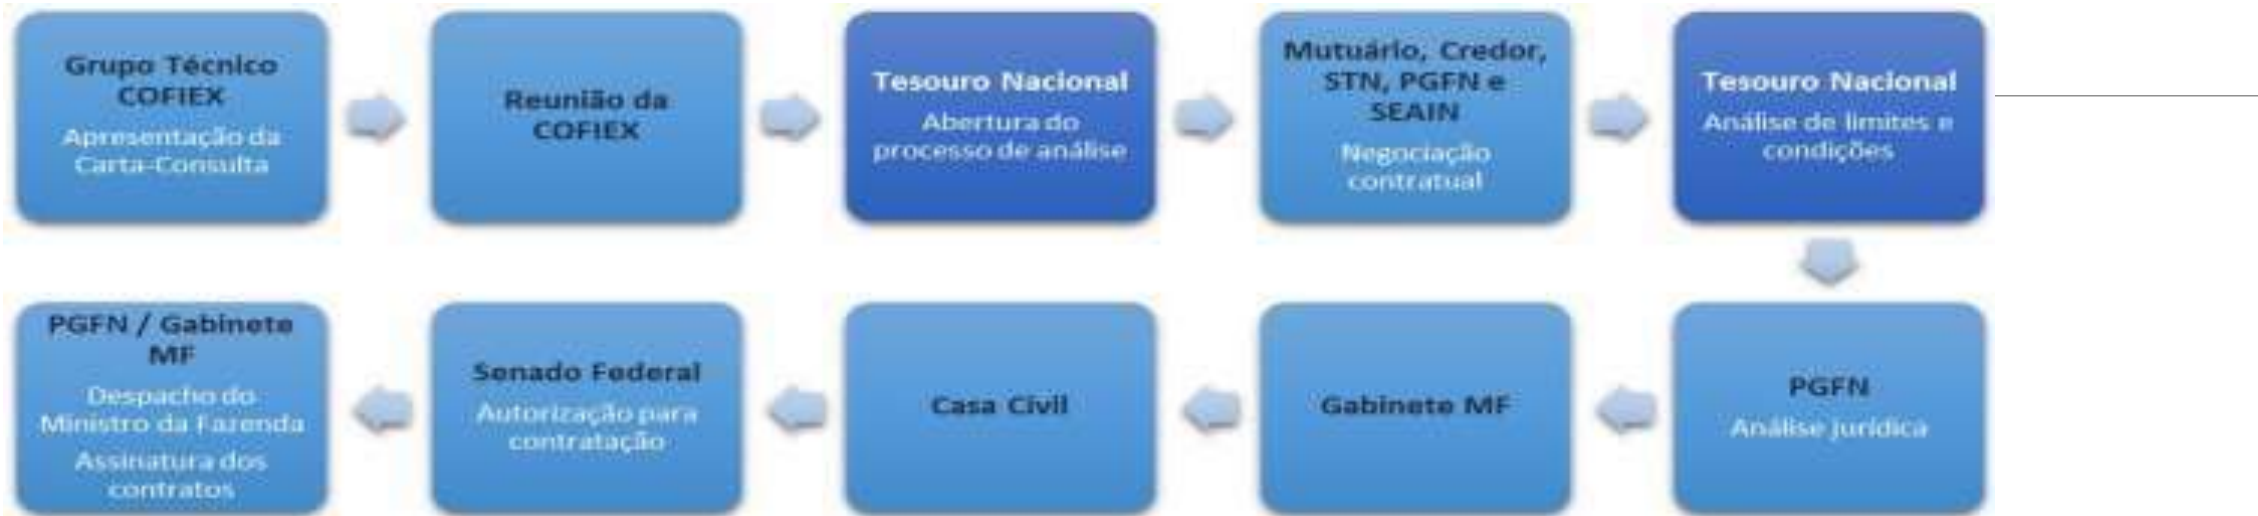 Grupo Técnico
COFIEX
Apresentação da
Carta-Consulta
Reunião da
COFIEX
Tesouro Nacional
Abertura do
processo de análise
Mutuário, Credor,
STN, PGFN e
SEAIN
Negociação
contratual
Tesouro Nacional
Análise de limites e
condições
PGFN
Análise jurídica
Gabinete MF
Casa Civil
Senado Federal
Autorização para
contratação
PGFN / Gabinete
MF
Despacho do
Ministro da Fazenda
Assinatura dos
contratos